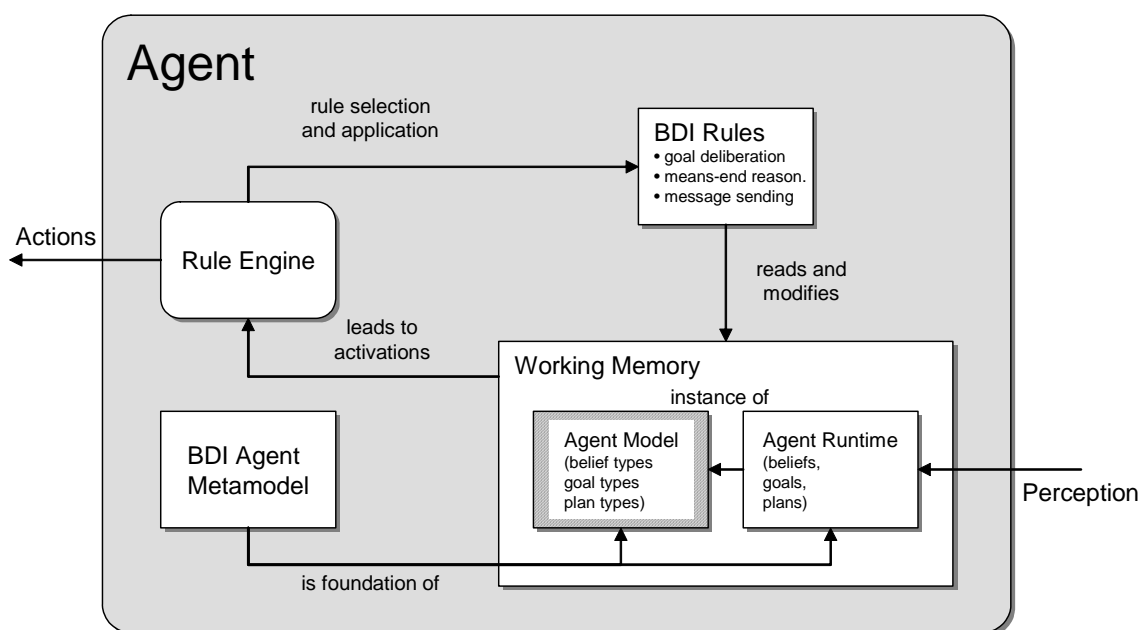 Agent
rule selection
and application
BDI Rules
• goal deliberation
• means-end reason.
• message sending
Actions
Rule Engine
reads and
modifies
leads to
activations
Working Memory
instance of
BDI Agent
Metamodel
Agent Model
(belief types
goal types
plan types)
Agent Runtime
(beliefs,
goals,
plans)
Perception
is foundation of